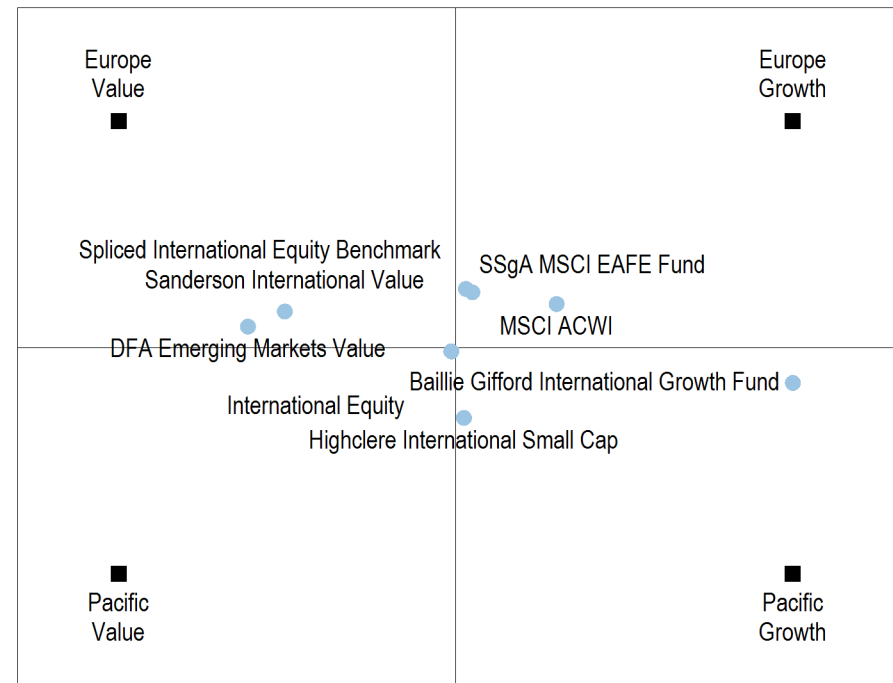 Europe
Value
Europe
Growth
Spliced International Equity Benchmark
SSgA MSCI EAFE Fund
Sanderson International Value
MSCI ACWI
DFA Emerging Markets Value
Baillie Gifford International Growth Fund
International Equity
Highclere International Small Cap
Pacific
Value
Pacific
Growth